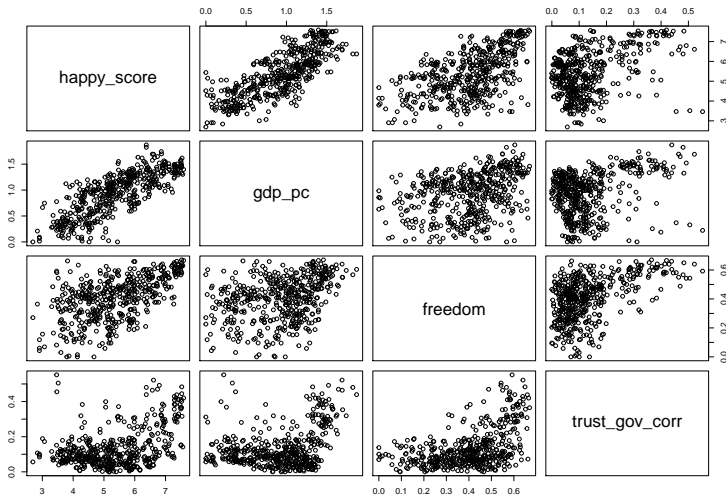 0.0 0.5 1.0 1.5
0.0 0.1 0.2 0.3 0.4 0.5
happy_score
3 4 5 6 7
0.0 0.5 1.0 1.5
gdp_pc
freedom
0.0 0.2 0.4 0.6
0.0 0.2 0.4
trust_gov_corr
3 4 5 6 7
0.0 0.1 0.2 0.3 0.4 0.5 0.6